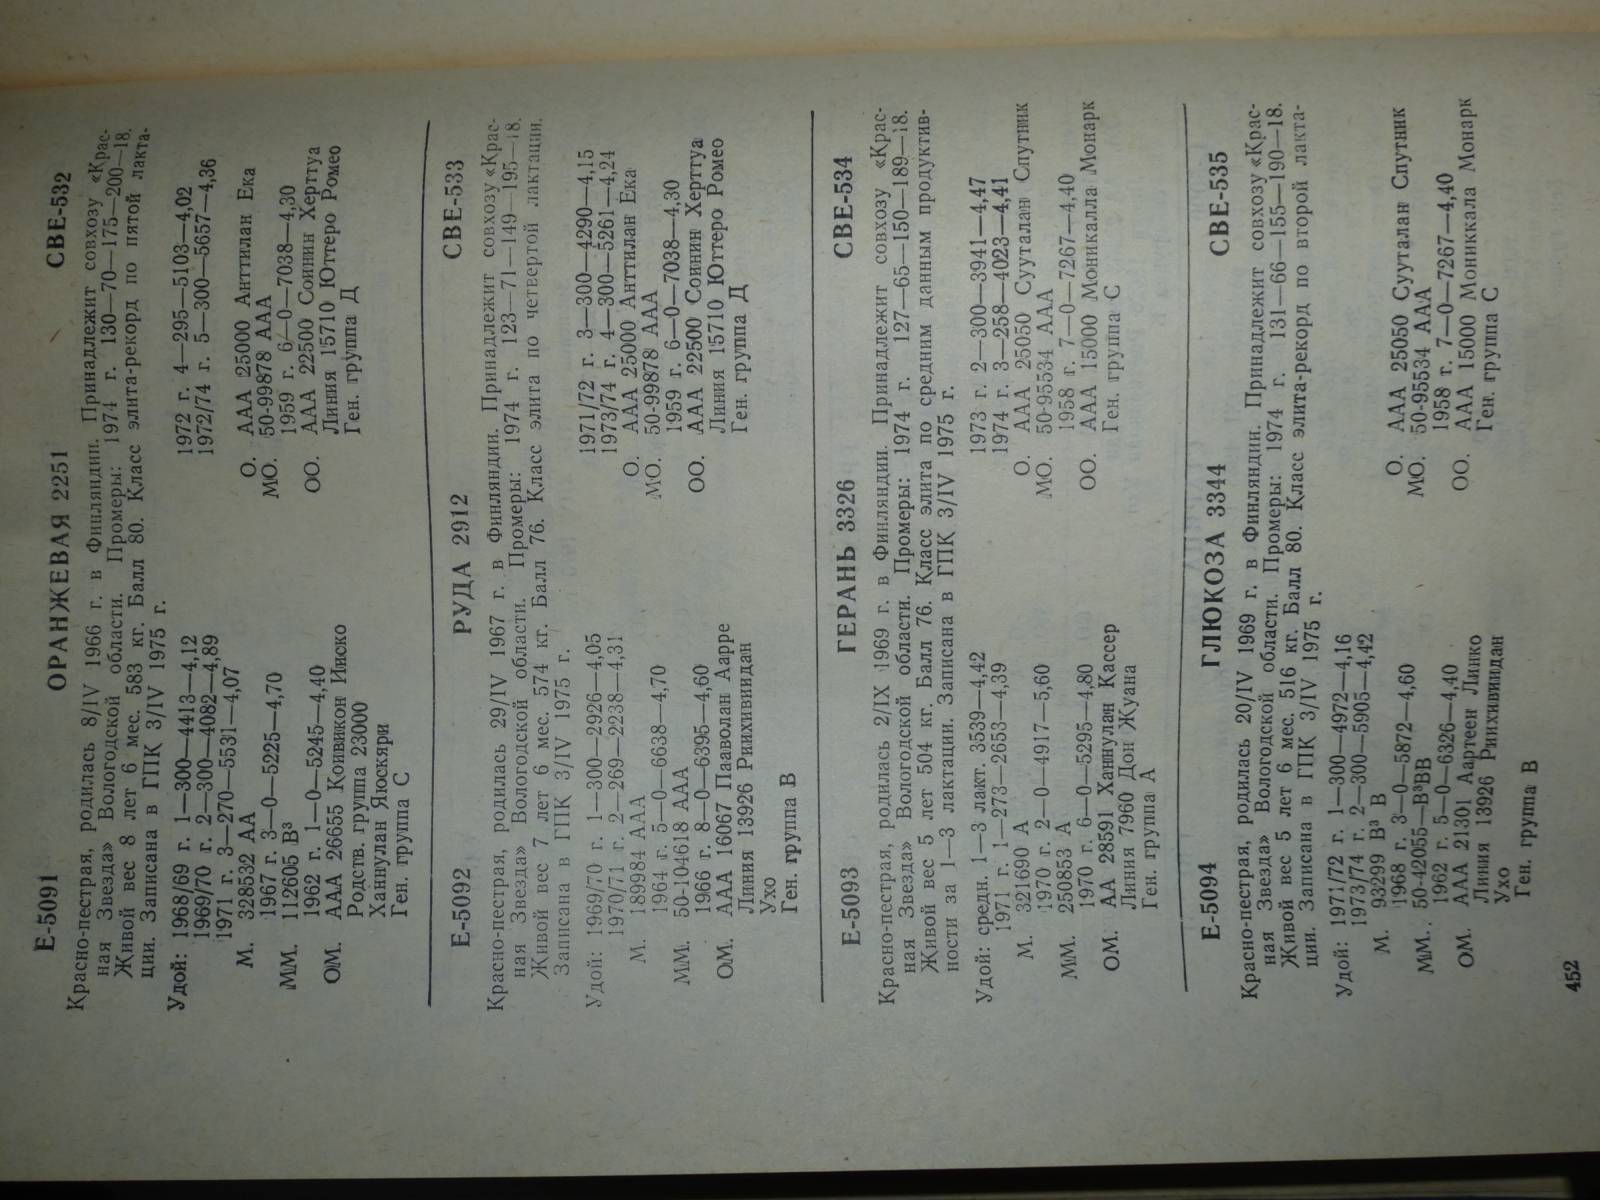 Е-5091 ОРАНЖЕВАЯ 2251 СВЕ-532
Красно-пестрая, родилась 8/IV 1966 г. в Финляндии. Принадлежит совхозу «Крас-
ная Звезда» Вологодской области. Промеры: 1974 г. 130—70—175—200—18.
Живой вес 8 лет 6 мес. 583 кг. Балл 80. Класс элита-рекорд по пятой лакта-
ции. Записана в ГПК 3/IV 1975 г.
Удой: 1968/69 г. 1—300—4413—4,12
1969/70 г. 2—300—4082—4,89
1971 г. 3—270—5531—4,07
М. 328532 АА
1967 г. 3—0—5225—4,70
ММ. 112605 Вᵃ
1962 г. 1—0—5245—4,40
ОМ. ААА 26655 Коивикон Ииско
Родств. группа 23000
Ханнулан Яюскяри
Ген. группа С
1972 г. 4—295—5103—4,02
1972/74 г. 5—300—5657—4,36
О. ААА 25000 Анттилан Ека
МО. 50-99878 ААА
1959 г. 6—0—7038—4,30
ОО. ААА 22500 Соинин Херттуа
Линия 15710 Юттеро Ромео
Ген. группа Д
Е-5092 РУДА 2912 СВЕ-533
Красно-пестрая, родилась 29/IV 1967 г. в Финляндии. Принадлежит совхозу «Крас-
ная Звезда» Вологодской области. Промеры: 1974 г. 123—71—149—195—18.
Живой вес 7 лет 6 мес. 574 кг. Балл 76. Класс элита по четвертой лактации.
Записана в ГПК 3/IV 1975 г.
Удой: 1969/70 г. 1—300—2926—4,05
1970/71 г. 2—269—2238—4,31
М. 189984 ААА
1964 г. 5—0—6638—4,70
ММ. 50-104618 ААА
1966 г. 8—0—6395—4,60
ОМ. ААА 16067 Пааволан Аарре
Линия 13926 Риихивиидан
Ухо
Ген. группа В
1971/72 г. 3—300—4290—4,15
1973/74 г. 4—300—5261—4,24
О. ААА 25000 Анттилан Ека
МО. 50-99878 ААА
1959 г. 6—0—7038—4,30
ОО. ААА 22500 Соинин Херттуа
Линия 15710 Юттеро Ромео
Ген. группа Д
Е-5093 ГЕРАНЬ 3326 СВЕ-534
Красно-пестрая, родилась 2/IX 1969 г. в Финляндии. Принадлежит совхозу «Крас-
ная Звезда» Вологодской области. Промеры: 1974 г. 127—65—150—189—18.
Живой вес 5 лет 504 кг. Балл 76. Класс элита по средним данным продуктив-
ности за 1—3 лактации. Записана в ГПК 3/IV 1975 г.
Удой: средн. 1—3 лакт. 3539—4,42
1971 г. 1—273—2653—4,39
М. 321690 А
1970 г. 2—0—4917—5,60
ММ. 250853 А
1970 г. 6—0—5295—4,80
ОМ. АА 28591 Ханнулан Кассер
Линия 7960 Дон Жуана
Ген. группа А
1973 г. 2—300—3941—4,47
1974 г. 3—258—4023—4,41
О. ААА 25050 Сууталан Спутник
МО. 50-95534 ААА
1958 г. 7—0—7267—4,40
ОО. ААА 15000 Моникалла Монарк
Ген. группа С
Е-5094 ГЛЮКОЗА 3344 СВЕ-535
Красно-пестрая, родилась 20/IV 1969 г. в Финляндии. Принадлежит совхозу «Крас-
ная Звезда» Вологодской области. Промеры: 1974 г. 131—66—155—190—18.
Живой вес 5 лет 6 мес. 516 кг. Балл 80. Класс элита-рекорд по второй лакта-
ции. Записана в ГПК 3/IV 1975 г.
Удой: 1971/72 г. 1—300—4972—4,16
1973/74 г. 2—300—5905—4,42
М. 93299 Вᵃ В
1968 г. 3—0—5872—4,60
ММ. 50-42055—ВᵃВВ
1962 г. 5—0—6326—4,40
ОМ. ААА 21301 Аартеен Линко
Линия 13926 Риихивиидан
Ухо
Ген. группа В
О. ААА 25050 Сууталан Спутник
МО. 50-95534 ААА
1958 г. 7—0—7267—4,40
ОО. ААА 15000 Мониккала Монарк
Ген. группа С
452